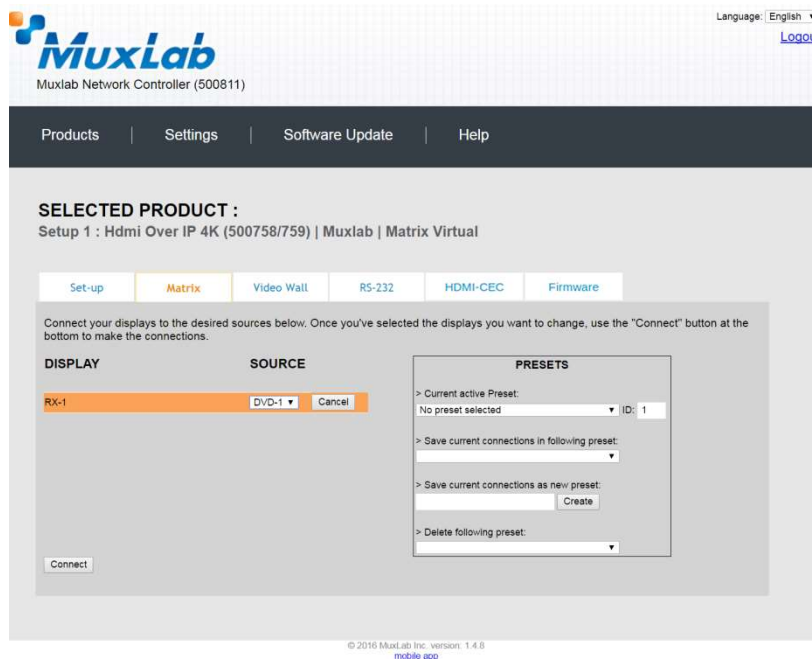 Language: English
Logou
MuxLab
Muxlab Network Controller (500811)
Products | Settings | Software Update | Help
SELECTED PRODUCT :
Setup 1 : Hdmi Over IP 4K (500758/759) | Muxlab | Matrix Virtual
Set-up Matrix Video Wall RS-232 HDMI-CEC Firmware
Connect your displays to the desired sources below. Once you've selected the displays you want to change, use the "Connect" button at the
bottom to make the connections.
DISPLAY SOURCE PRESETS
> Current active Preset:
RX-1 DVD-1 Cancel
No preset selected ID: 1
> Save current connections in following preset:
> Save current connections as new preset:
Create
> Delete following preset:
Connect
© 2016 MuxLab Inc. version: 1.4.8
mobile app